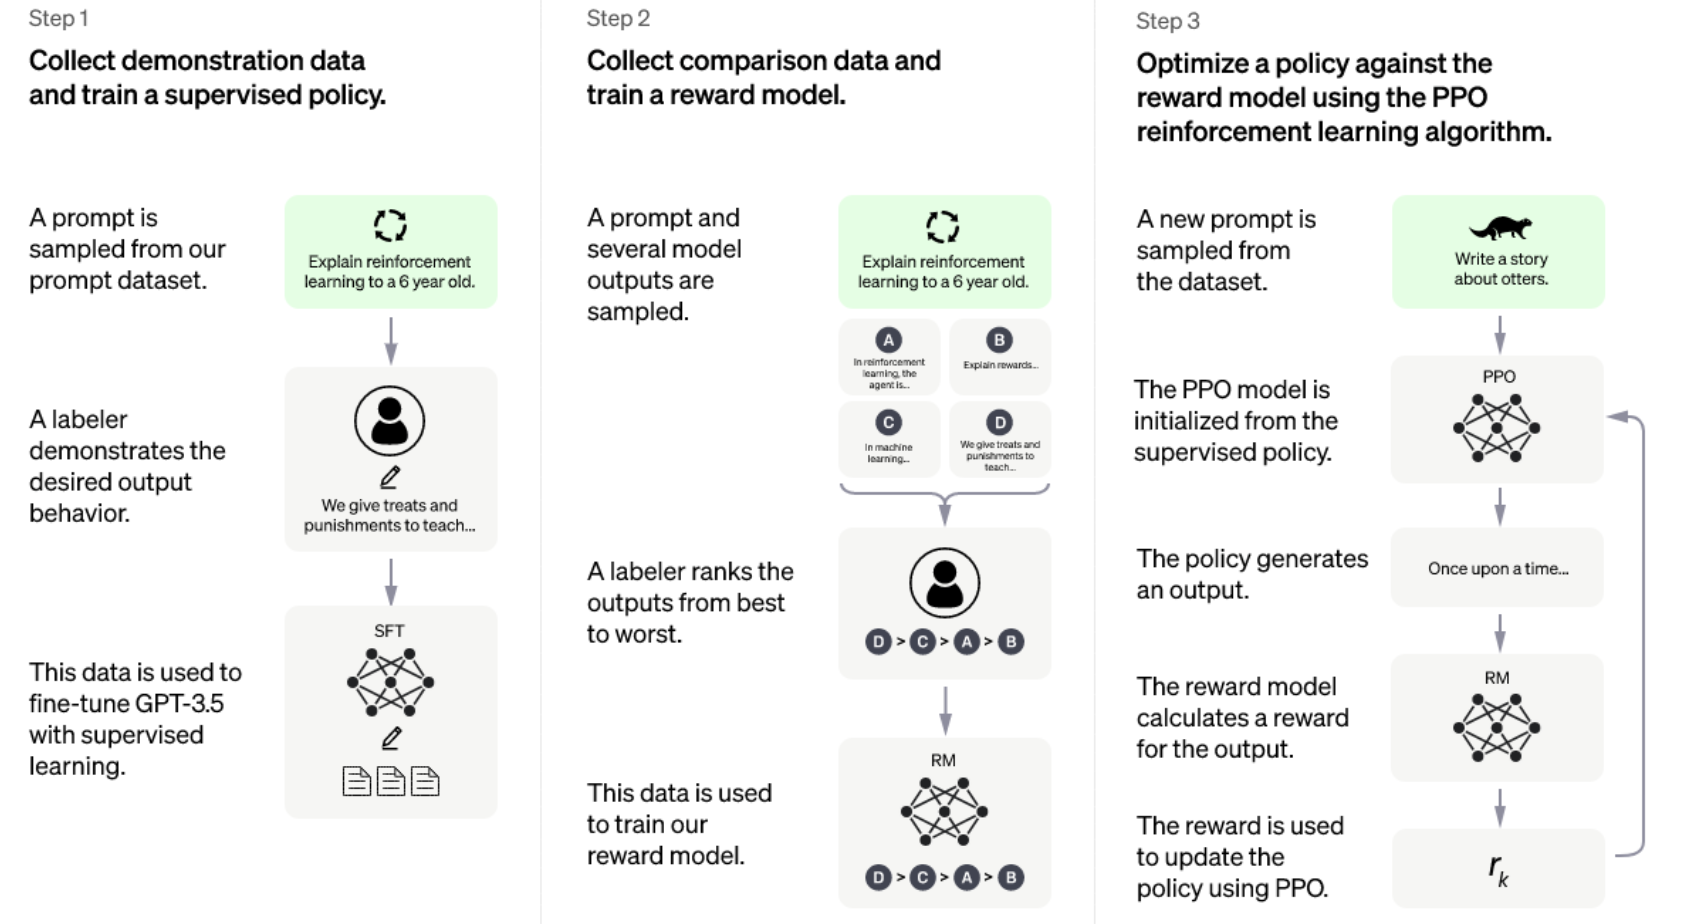 Step 1
Collect demonstration data
and train a supervised policy.
A prompt is
sampled from our
prompt dataset.
Explain reinforcement
learning to a 6 year old.
A labeler
demonstrates the
desired output
behavior.
We give treats and
punishments to teach...
This data is used to
fine-tune GPT-3.5
with supervised
learning.
SFT
Step 2
Collect comparison data and
train a reward model.
A prompt and
several model
outputs are
sampled.
Explain reinforcement
learning to a 6 year old.
A
In reinforcement
learning, the
agent is...
B
Explain rewards...
C
In machine
learning...
D
We give treats and
punishments to
teach...
A labeler ranks the
outputs from best
to worst.
D > C > A > B
This data is used
to train our
reward model.
RM
D > C > A > B
Step 3
Optimize a policy against the
reward model using the PPO
reinforcement learning algorithm.
A new prompt is
sampled from
the dataset.
Write a story
about otters.
The PPO model is
initialized from the
supervised policy.
PPO
The policy generates
an output.
Once upon a time...
The reward model
calculates a reward
for the output.
RM
The reward is used
to update the
policy using PPO.
rk